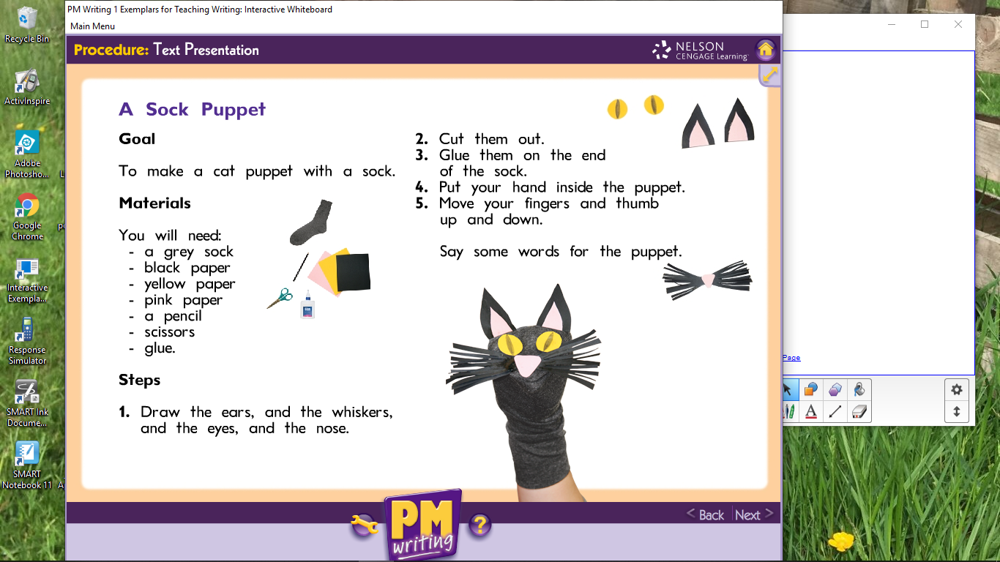 Recycle Bin
ActivInspire
Adobe
Photosho...
Google
Chrome
Interactive
Exempla...
Response
Simulator
SMART Ink
Docume...
SMART
Notebook 11
PM Writing 1 Exemplars for Teaching Writing: Interactive Whiteboard
Main Menu
Procedure: Text Presentation
NELSON
CENGAGE Learning
A Sock Puppet
Goal
To make a cat puppet with a sock.
Materials
You will need:
- a grey sock
- black paper
- yellow paper
- pink paper
- a pencil
- scissors
- glue.
Steps
1. Draw the ears, and the whiskers,
and the eyes, and the nose.
2. Cut them out.
3. Glue them on the end
of the sock.
4. Put your hand inside the puppet.
5. Move your fingers and thumb
up and down.
Say some words for the puppet.
PM
writing
?
< Back
Next >
Page
A